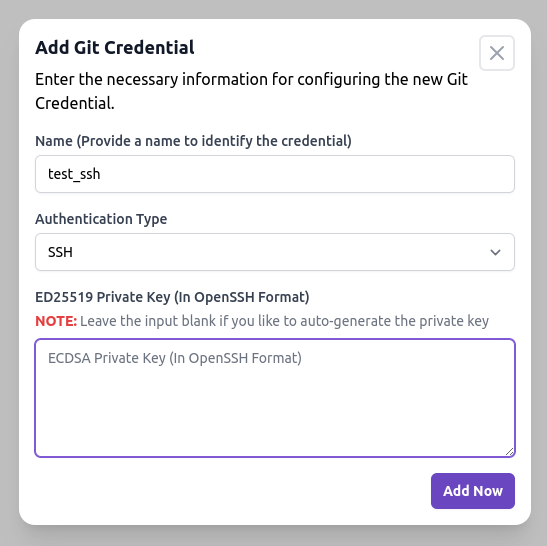 Add Git Credential
Enter the necessary information for configuring the new Git
Credential.
Name (Provide a name to identify the credential)
test_ssh
Authentication Type
SSH
ED25519 Private Key (In OpenSSH Format)
NOTE: Leave the input blank if you like to auto-generate the private key
ECDSA Private Key (In OpenSSH Format)
Add Now